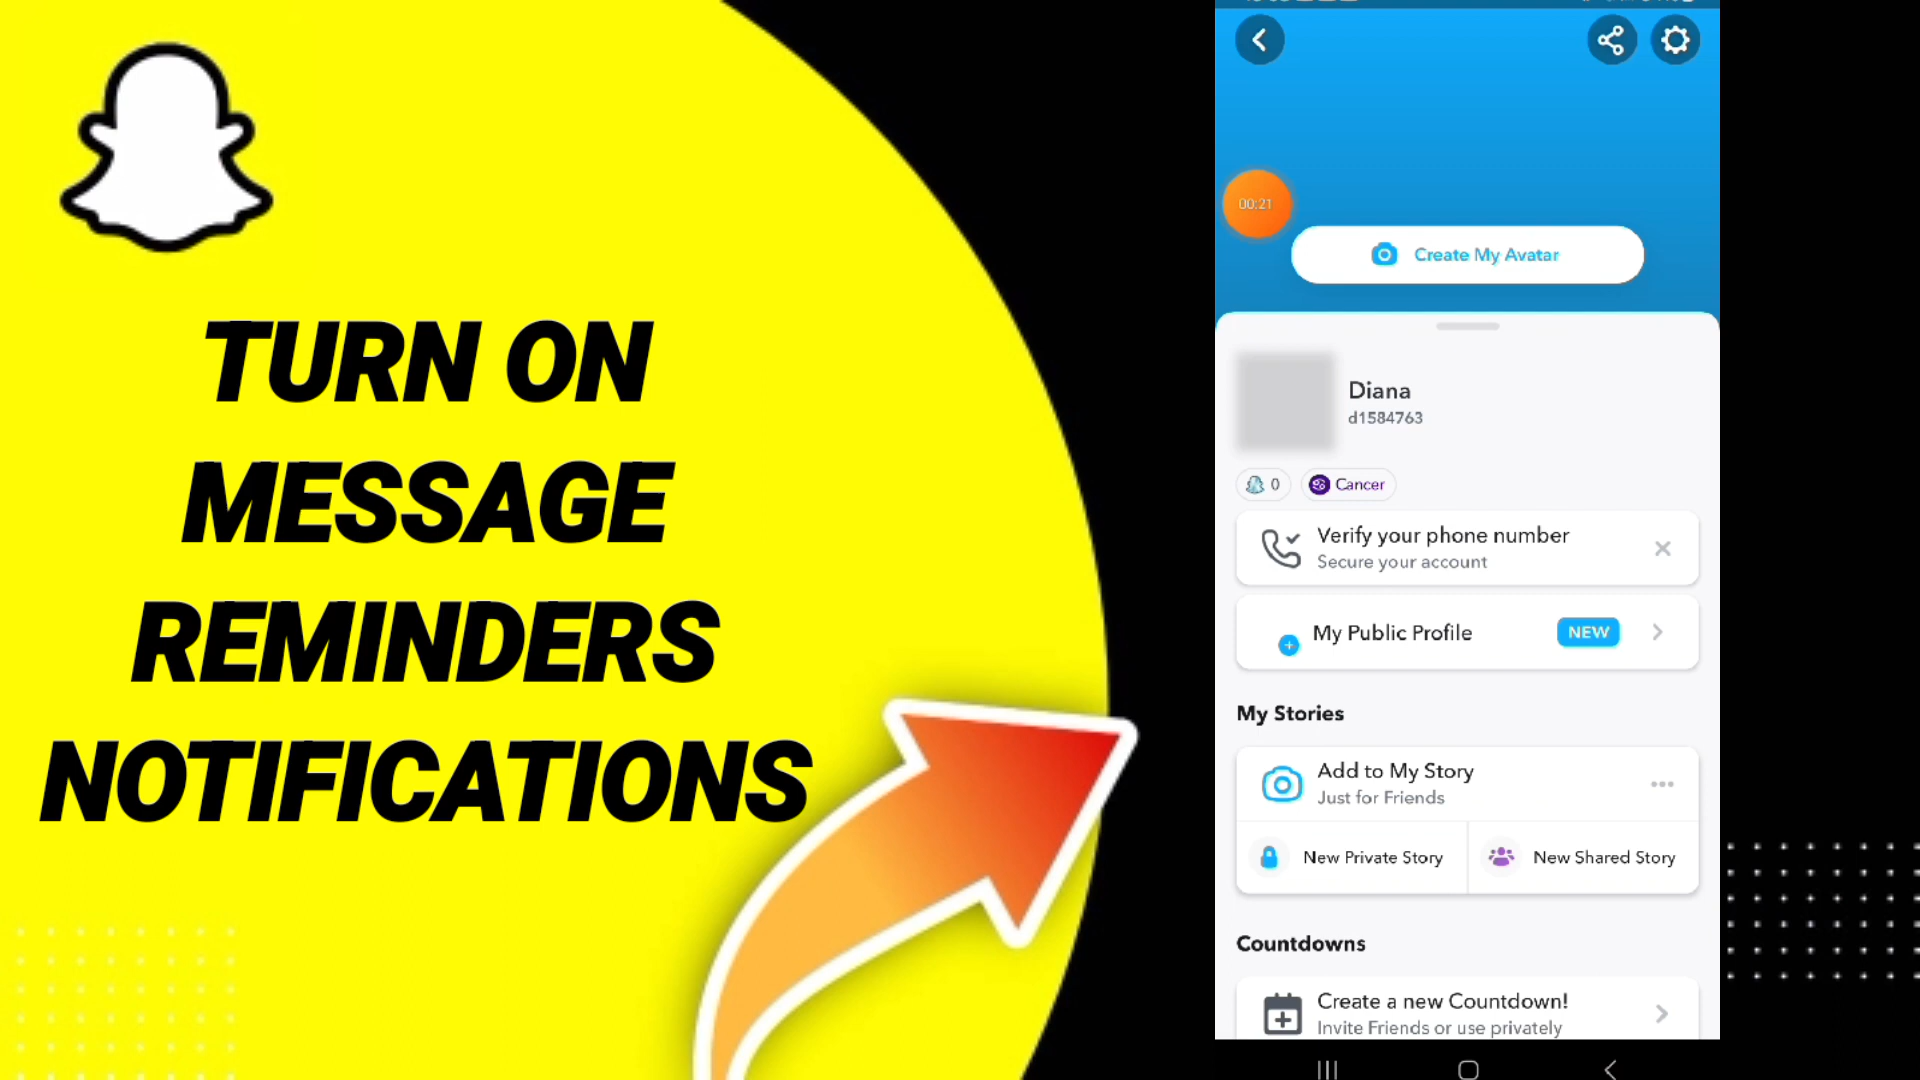 TURN ON
MESSAGE
REMINDERS
NOTIFICATIONS
00:21
Create My Avatar
Diana
d1584763
0
Cancer
Verify your phone number
Secure your account
My Public Profile
NEW
My Stories
Add to My Story
Just for Friends
New Private Story
New Shared Story
Countdowns
Create a new Countdown!
Invite Friends or use privately